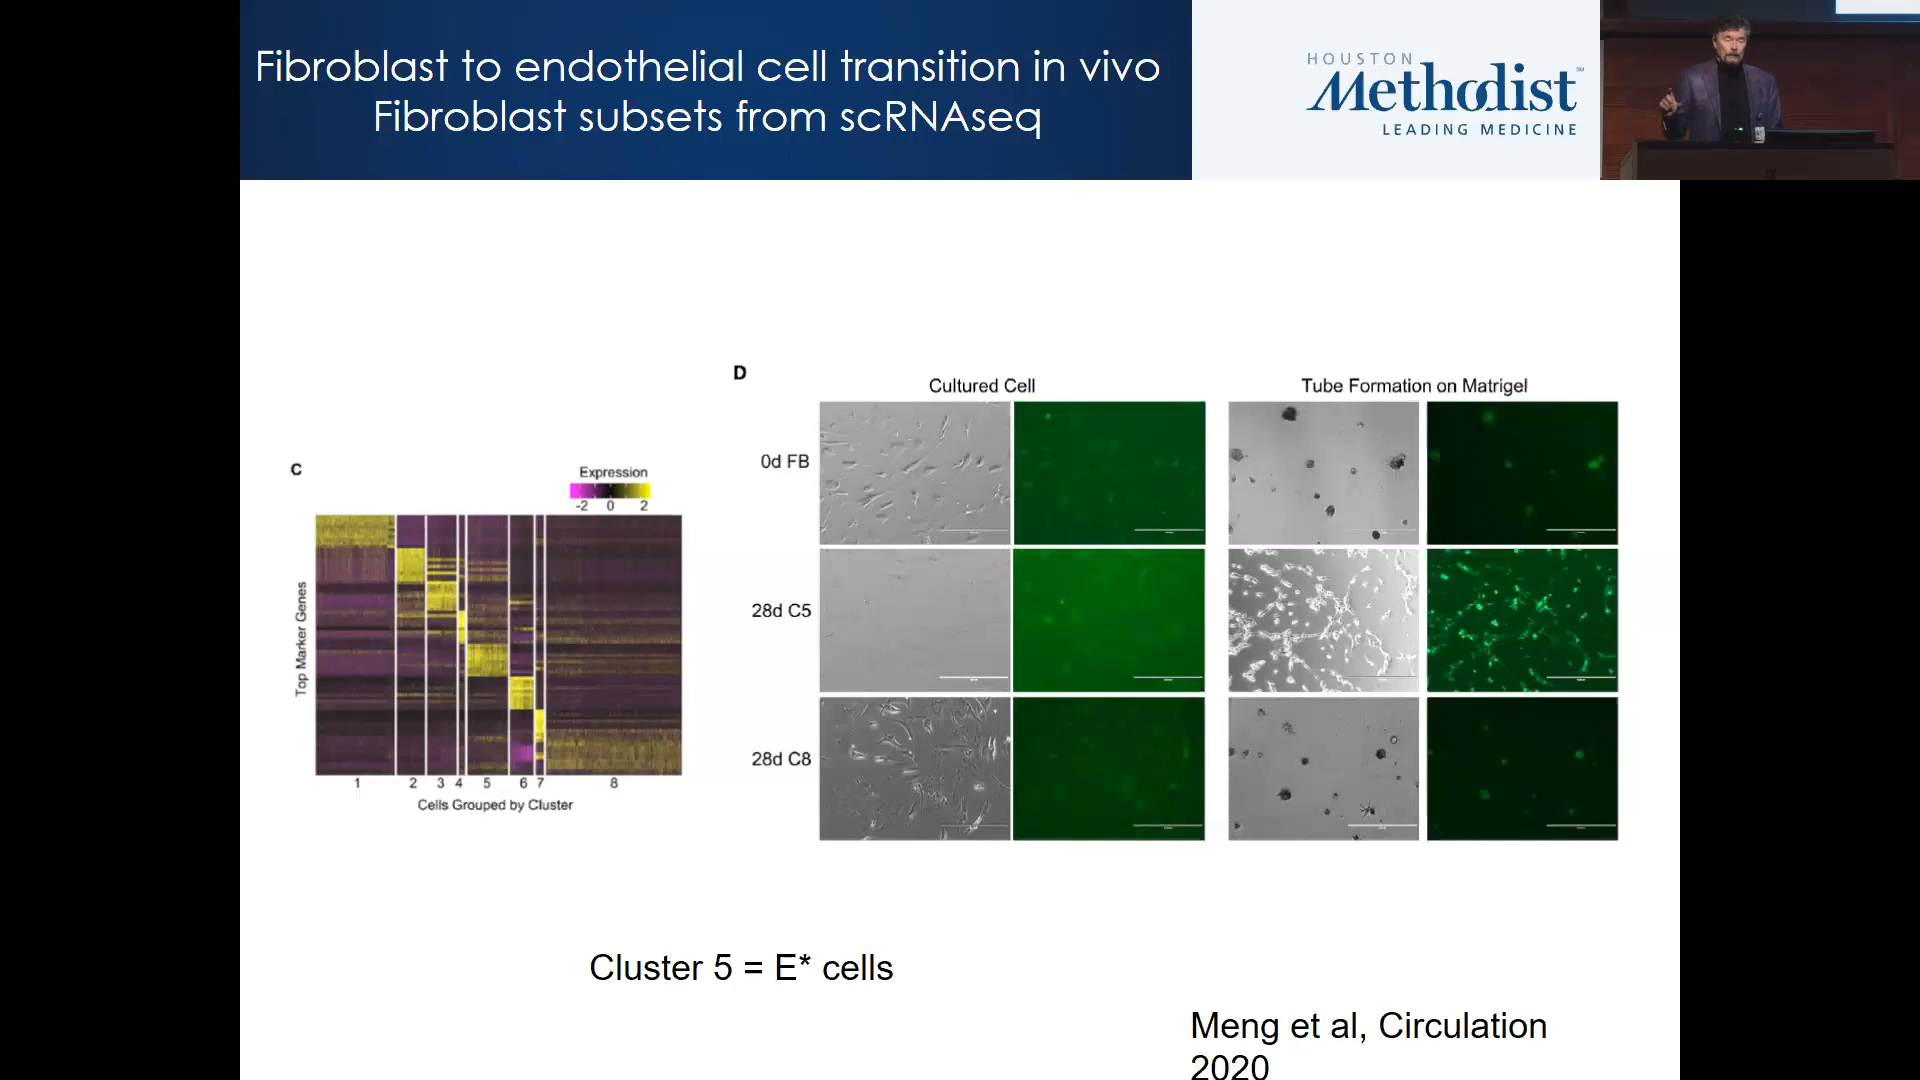 Fibroblast to endothelial cell transition in vivo
Fibroblast subsets from scRNAseq
HOUSTON
Methodist™
LEADING MEDICINE
C
Expression
-2 0 2
Top Marker Genes
1 2 3 4 5 6 7 8
Cells Grouped by Cluster
D
Cultured Cell
Tube Formation on Matrigel
0d FB
28d C5
28d C8
Cluster 5 = E* cells
Meng et al, Circulation
2020